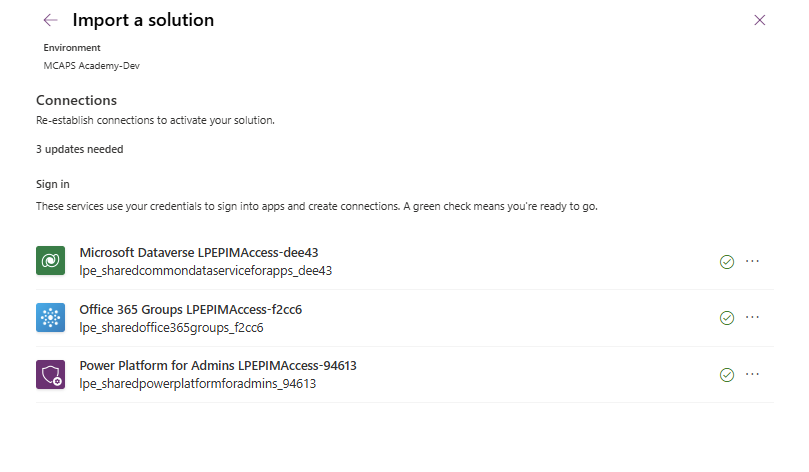 Import a solution
Environment
MCAPS Academy-Dev
Connections
Re-establish connections to activate your solution.
3 updates needed
Sign in
These services use your credentials to sign into apps and create connections. A green check means you're ready to go.
Microsoft Dataverse LPEPIMAccess-dee43
lpe_sharedcommondataserviceforapps_dee43
Office 365 Groups LPEPIMAccess-f2cc6
lpe_sharedoffice365groups_f2cc6
Power Platform for Admins LPEPIMAccess-94613
lpe_sharedpowerplatformforadmins_94613